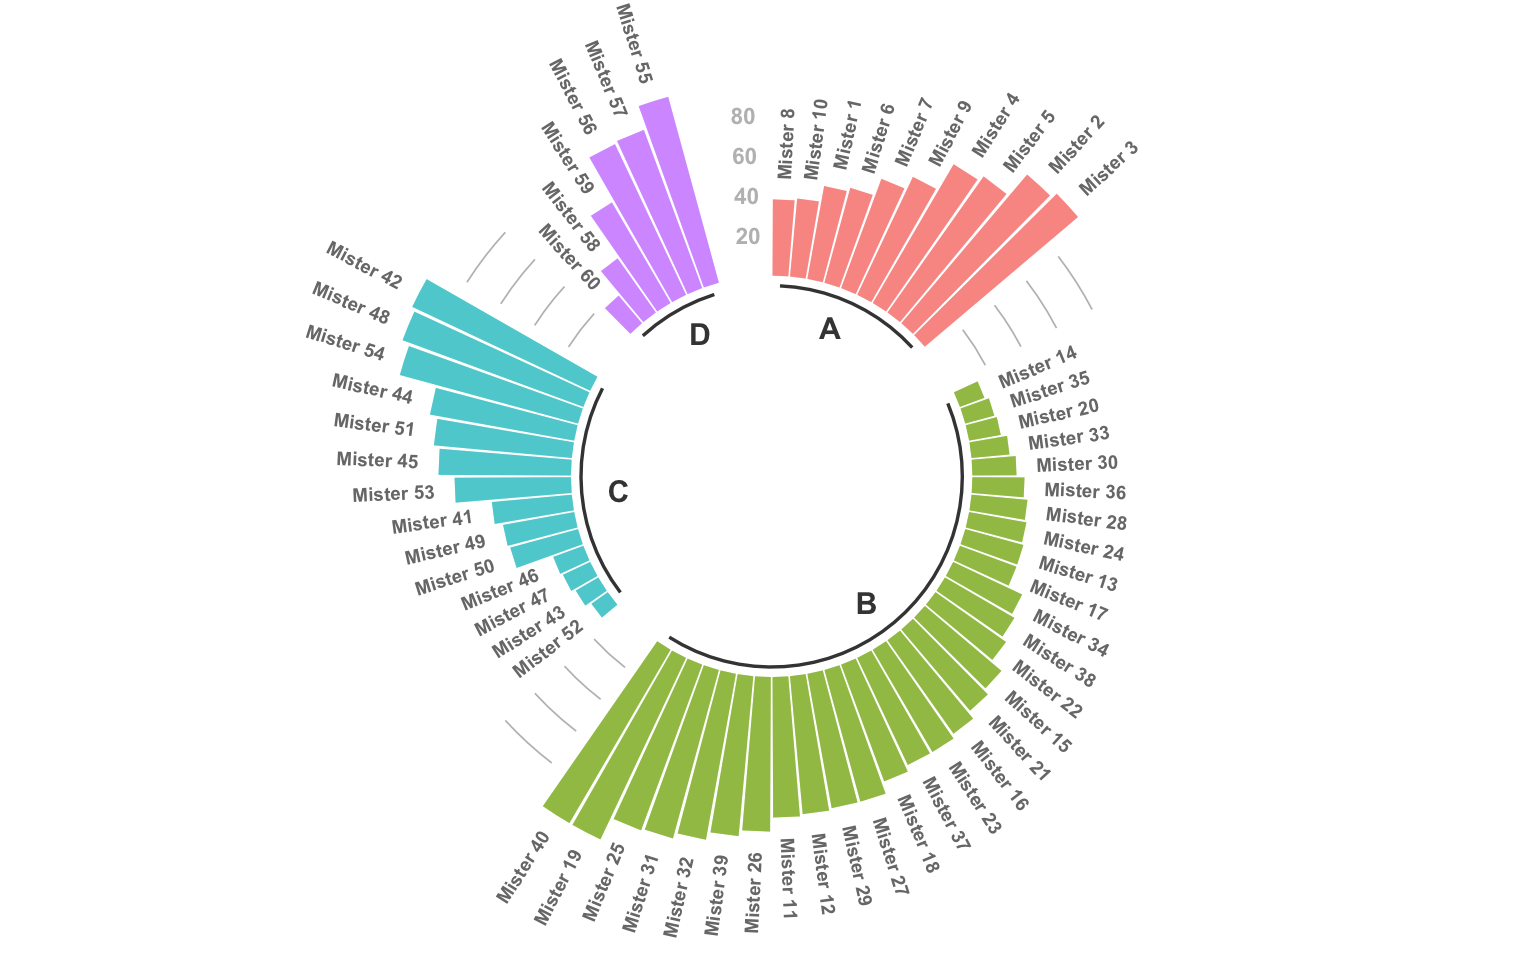 80
60
40
20
Mister 8
Mister 10
Mister 1
Mister 6
Mister 7
Mister 9
Mister 4
Mister 5
Mister 2
Mister 3
A
Mister 14
Mister 35
Mister 20
Mister 33
Mister 30
Mister 36
Mister 28
Mister 24
Mister 13
Mister 17
Mister 34
Mister 38
Mister 22
Mister 15
Mister 21
Mister 16
Mister 23
Mister 37
Mister 18
Mister 27
Mister 29
Mister 12
Mister 11
Mister 26
Mister 39
Mister 32
Mister 31
Mister 25
Mister 19
Mister 40
B
Mister 52
Mister 43
Mister 47
Mister 46
Mister 50
Mister 49
Mister 41
Mister 53
Mister 45
Mister 51
Mister 44
Mister 54
Mister 48
Mister 42
C
Mister 60
Mister 58
Mister 59
Mister 56
Mister 57
Mister 55
D